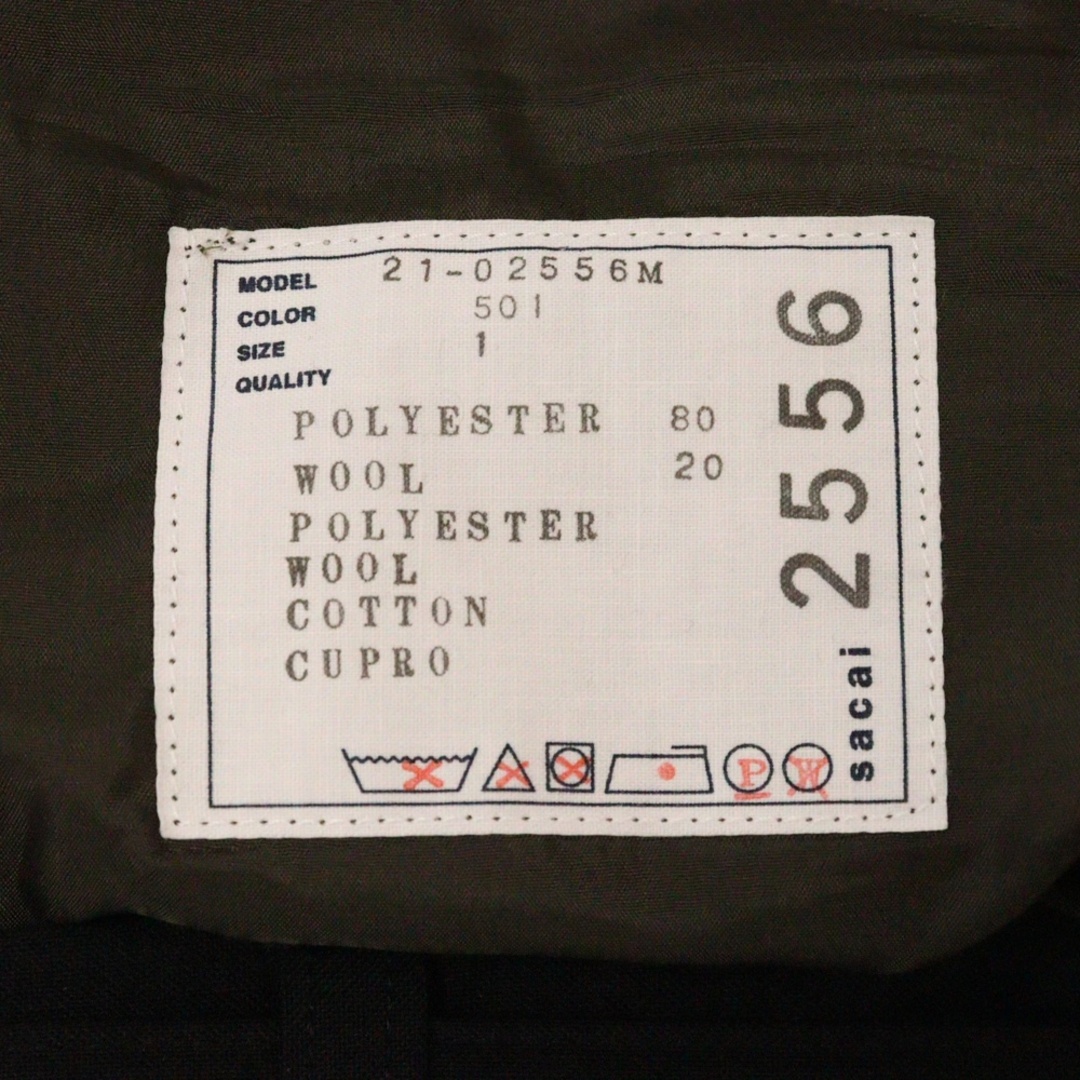 MODEL 21-02556M
COLOR 501
SIZE 1
QUALITY
POLYESTER 80
WOOL 20
POLYESTER
WOOL
COTTON
CUPRO
P W
sacai 2556